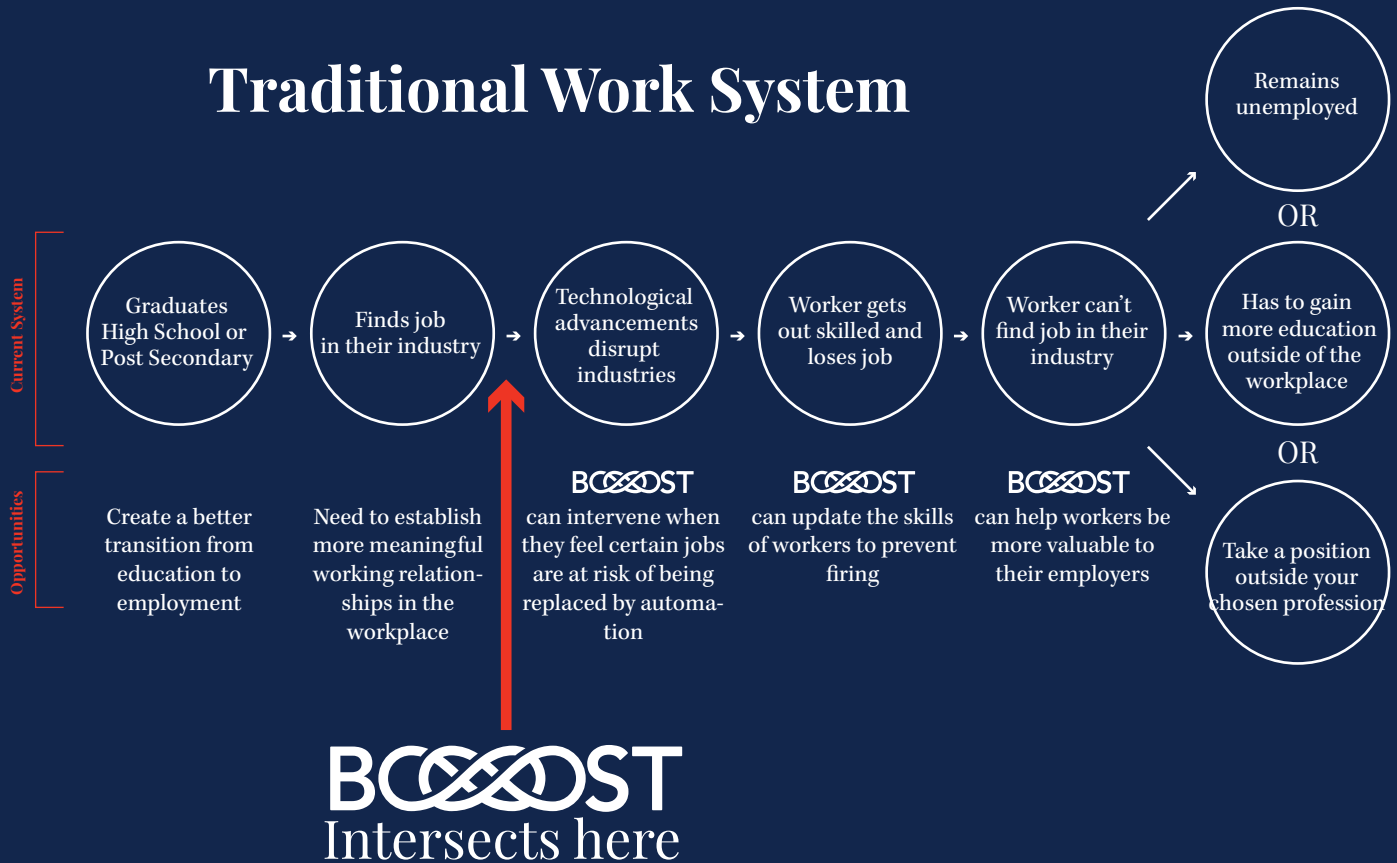 Traditional Work System
Remains
unemployed
OR
Current System
Graduates
High School or
Post Secondary
Finds job
in their industry
Technological
advancements
disrupt
industries
Worker gets
out skilled and
loses job
Worker can’t
find job in their
industry
Has to gain
more education
outside of the
workplace
OR
Take a position
outside your
chosen profession
Opportunities
Create a better
transition from
education to
employment
Need to establish
more meaningful
working relation-
ships in the
workplace
BOOOST
can intervene when
they feel certain jobs
are at risk of being
replaced by automa-
tion
BOOOST
can update the skills
of workers to prevent
firing
BOOOST
can help workers be
more valuable to
their employers
BOOOST
Intersects here